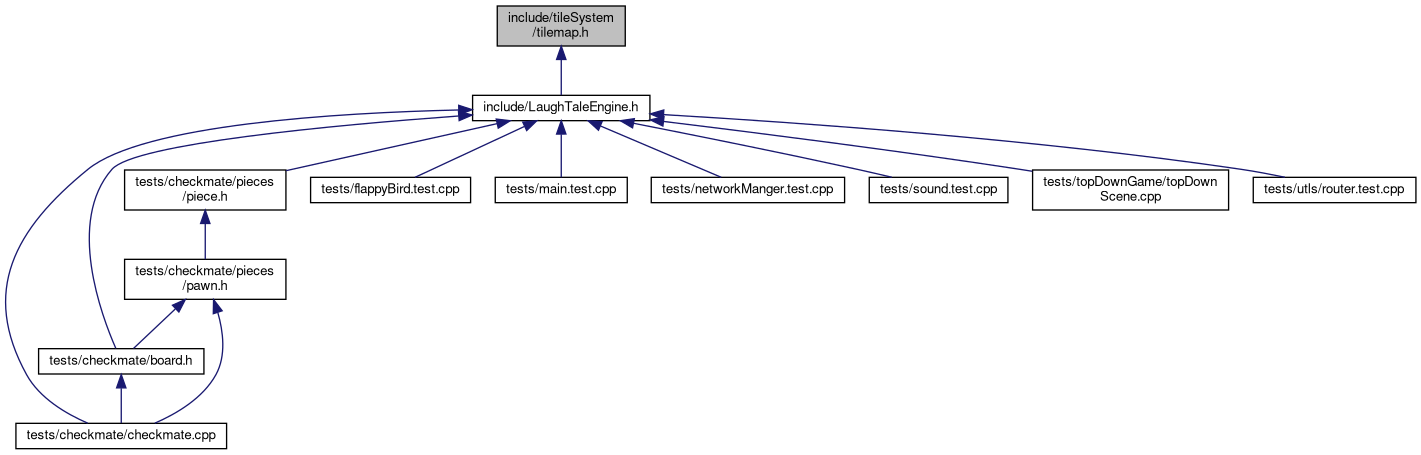 include/tileSystem
/tilemap.h
include/LaughTaleEngine.h
tests/checkmate/pieces
/piece.h
tests/flappyBird.test.cpp
tests/main.test.cpp
tests/networkManger.test.cpp
tests/sound.test.cpp
tests/topDownGame/topDown
Scene.cpp
tests/utls/router.test.cpp
tests/checkmate/pieces
/pawn.h
tests/checkmate/board.h
tests/checkmate/checkmate.cpp